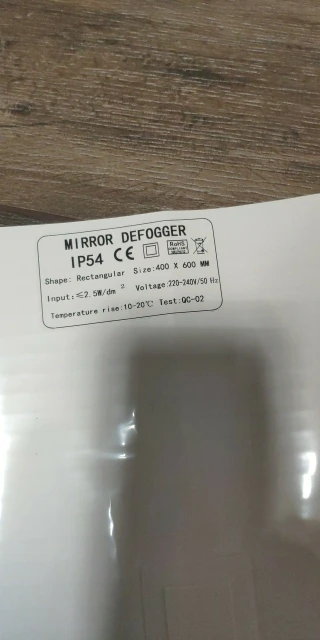 MIRROR DEFOGGER
IP54 CE RoHS
Shape: Rectangular Size:400 X 600 MM
Input:≤2.5W/dm² Voltage:220-240V/50 Hz
Temperature rise:10-20℃ Test:QC-02